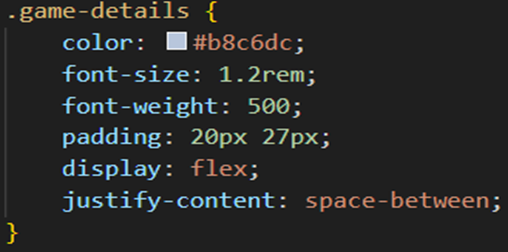 .game-details {
color: #b8c6dc;
font-size: 1.2rem;
font-weight: 500;
padding: 20px 27px;
display: flex;
justify-content: space-between;
}